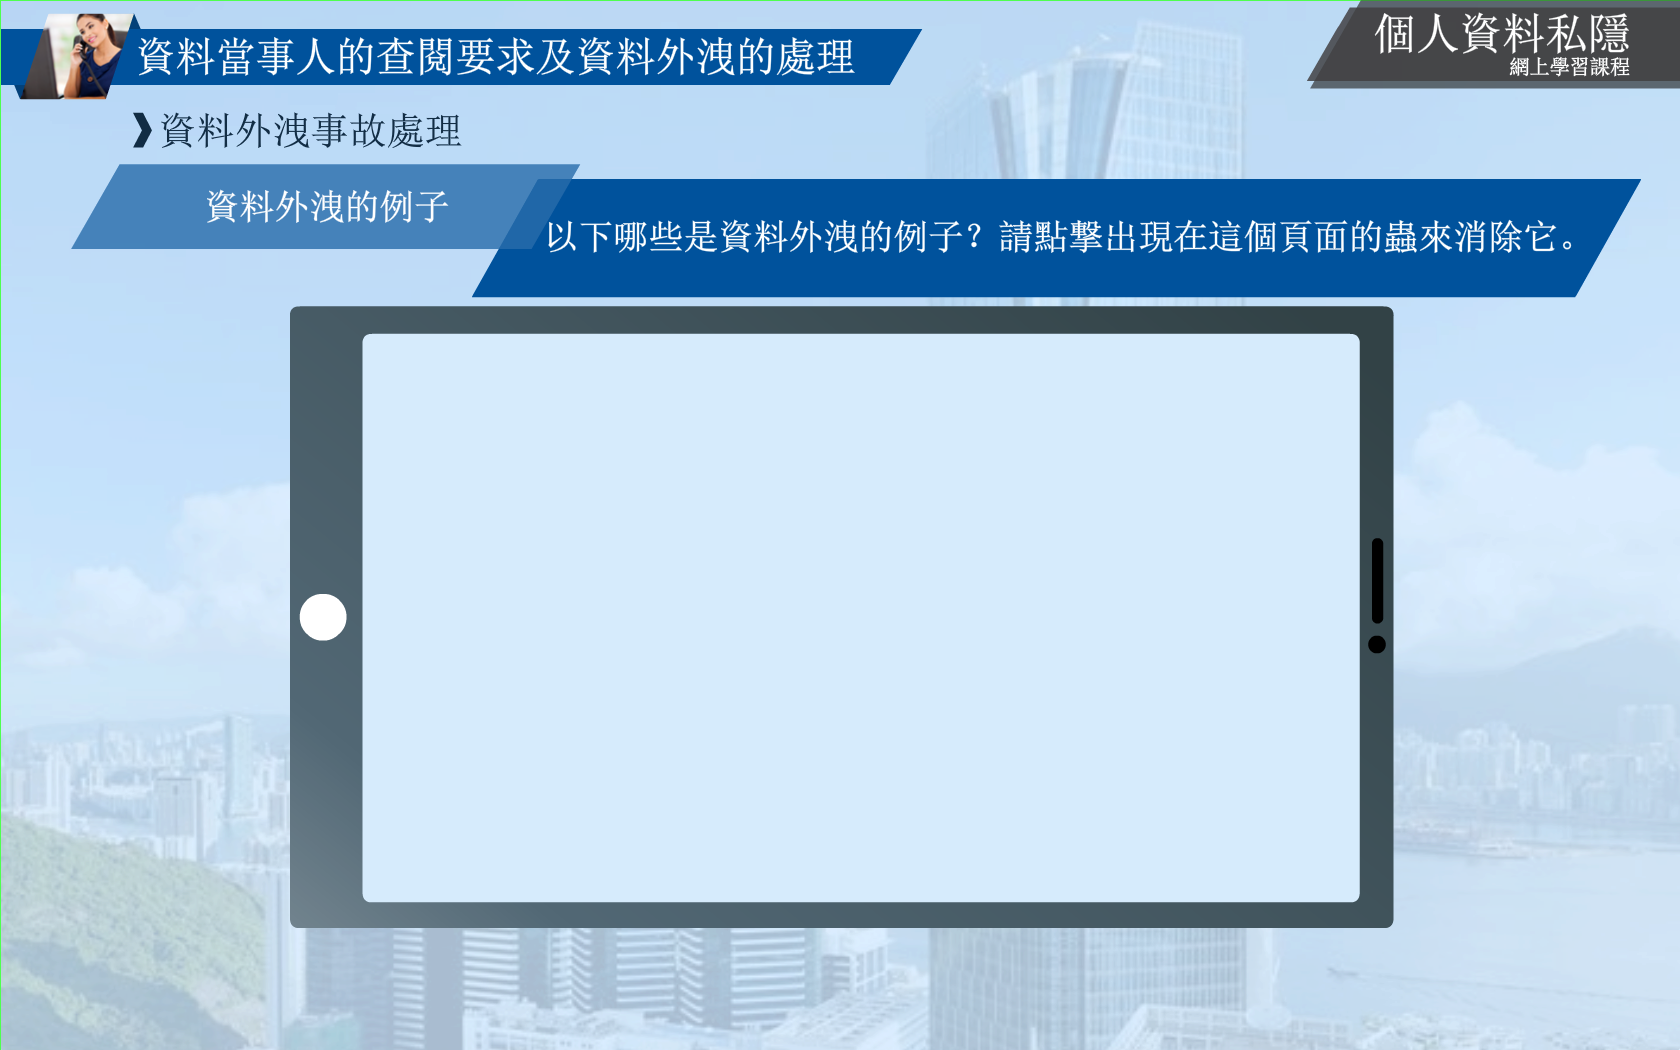 資料當事人的查閱要求及資料外洩的處理
個人資料私隱
網上學習課程
資料外洩事故處理
資料外洩的例子
以下哪些是資料外洩的例子？請點擊出現在這個頁面的蟲來消除它。